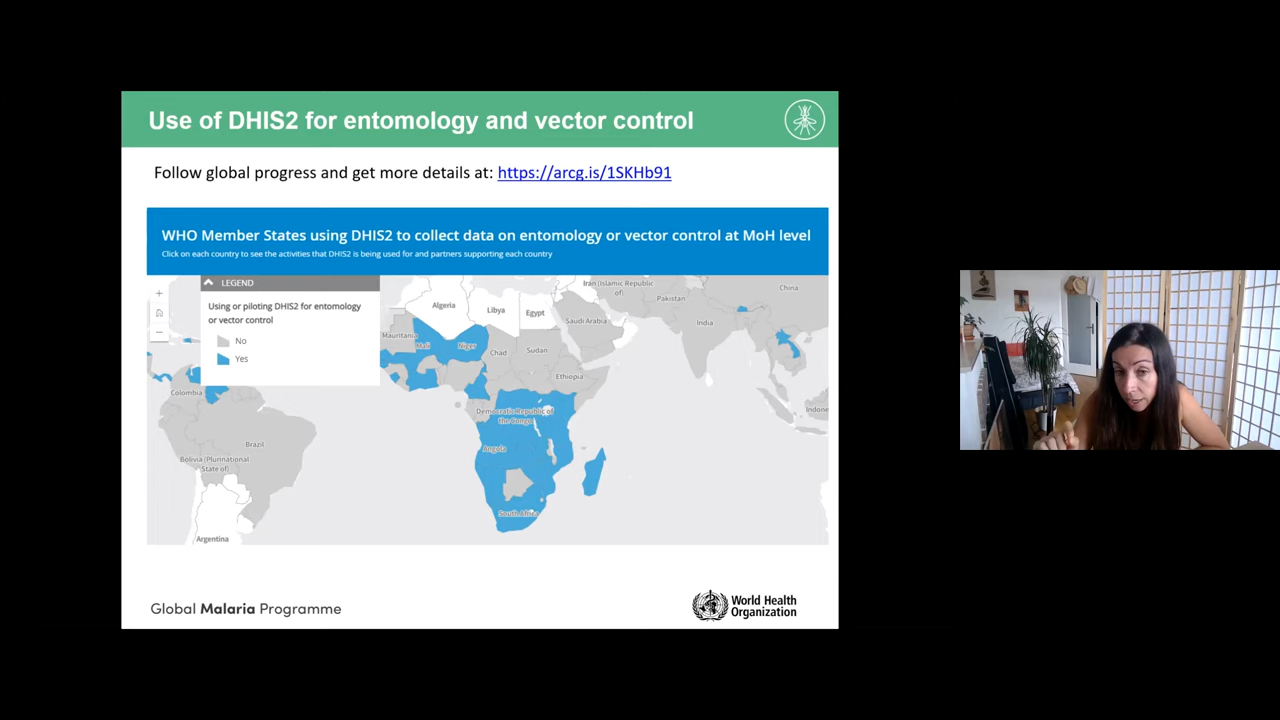 Use of DHIS2 for entomology and vector control
Follow global progress and get more details at: https://arcg.is/1SKHb91
WHO Member States using DHIS2 to collect data on entomology or vector control at MoH level
Click on each country to see the activities that DHIS2 is being used for and partners supporting each country
LEGEND
Using or piloting DHIS2 for entomology
or vector control
No
Yes
Algeria
Libya
Egypt
Iran (Islamic Republic
of)
Pakistan
China
Saudi Arabia
India
Mauritania
Mali
Niger
Chad
Sudan
Ethiopia
Colombia
Democratic Republic of
the Congo
Indone
Brazil
Angola
Bolivia (Plurinational
State of)
South Africa
Argentina
Global Malaria Programme
World Health
Organization